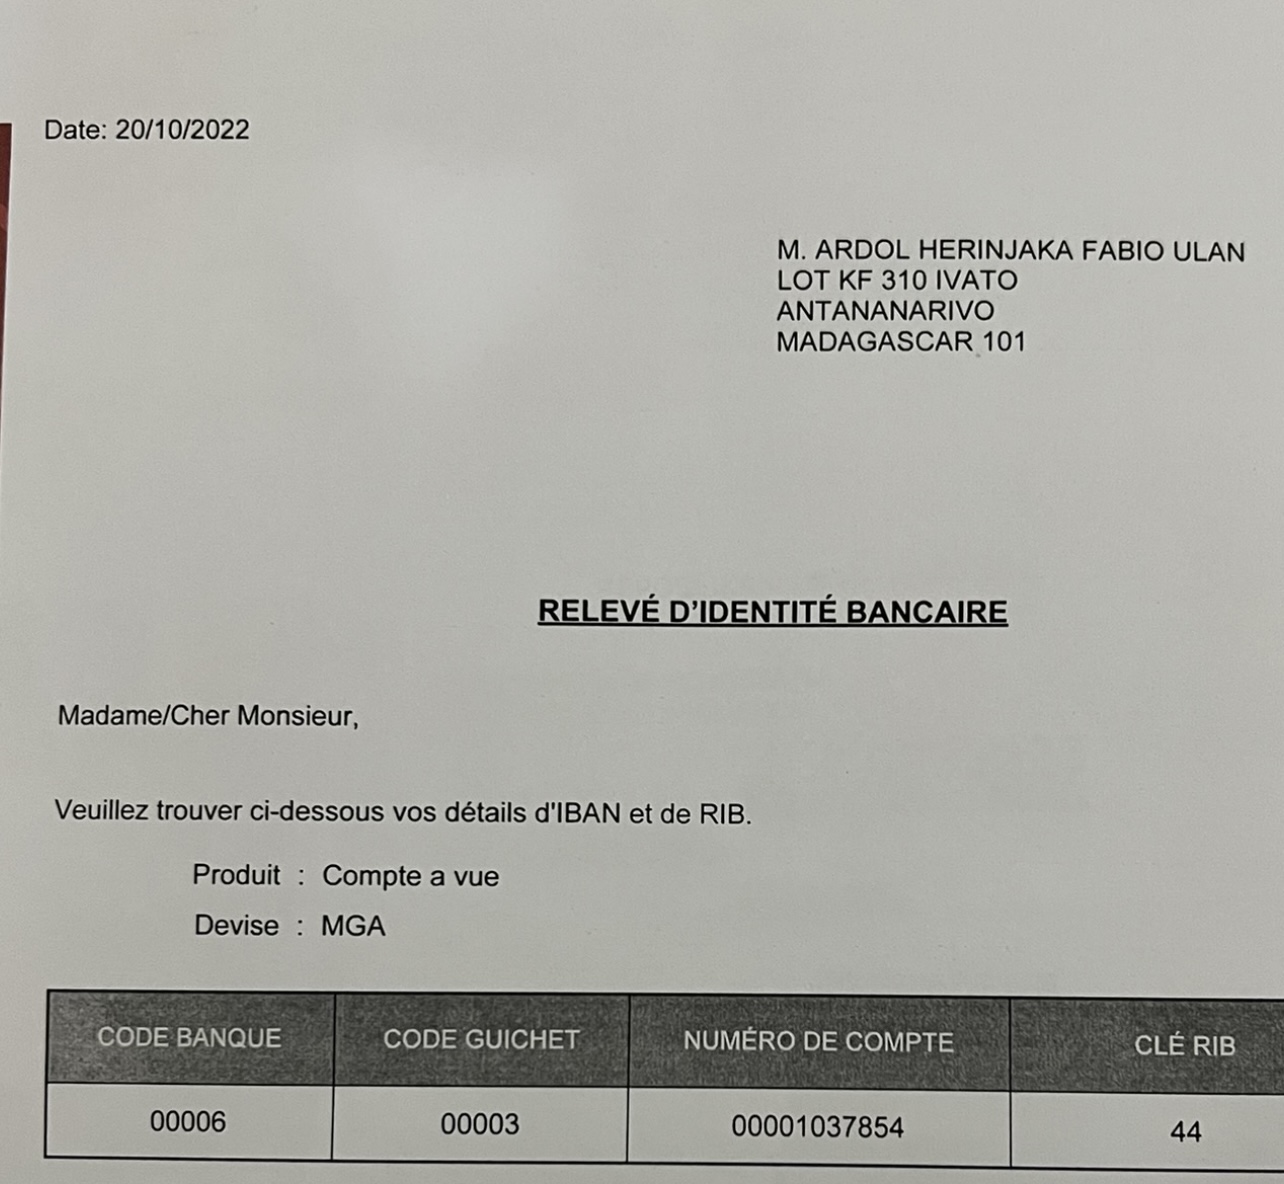 Date: 20/10/2022
M. ARDOL HERINJAKA FABIO ULAN
LOT KF 310 IVATO
ANTANANARIVO
MADAGASCAR 101
RELEVÉ D’IDENTITÉ BANCAIRE
Madame/Cher Monsieur,
Veuillez trouver ci-dessous vos détails d'IBAN et de RIB.
Produit : Compte a vue
Devise : MGA
CODE BANQUE CODE GUICHET NUMÉRO DE COMPTE CLÉ RIB
00006 00003 00001037854 44